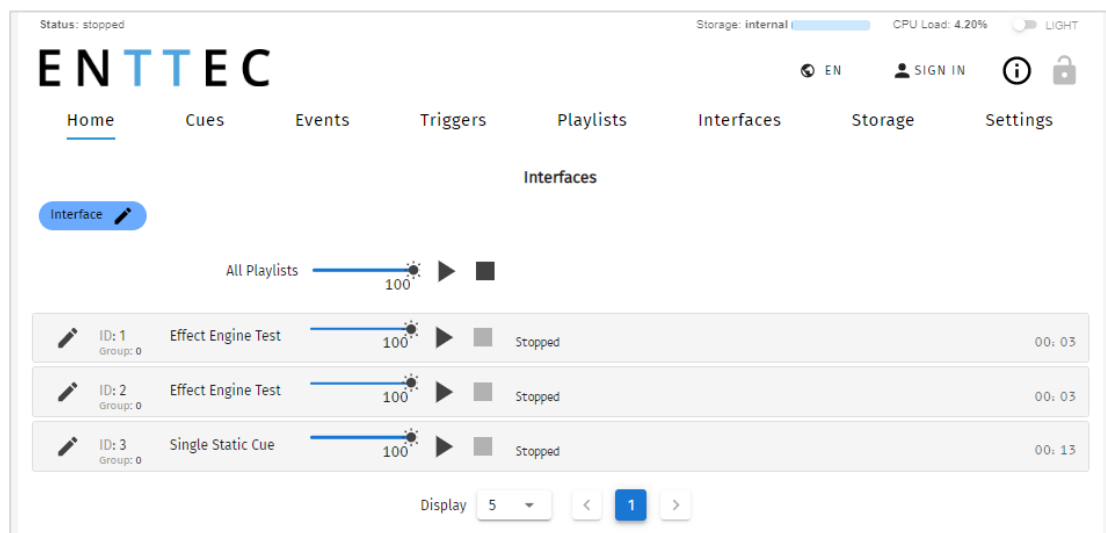 Status: stopped Storage: internal CPU Load: 4.20% LIGHT
ENTTEC
EN SIGN IN
Home Cues Events Triggers Playlists Interfaces Storage Settings
Interfaces
Interface
All Playlists 100
ID: 1 Effect Engine Test 100 Stopped 00: 03
Group: 0
ID: 2 Effect Engine Test 100 Stopped 00: 03
Group: 0
ID: 3 Single Static Cue 100 Stopped 00: 13
Group: 0
Display 5 < 1 >